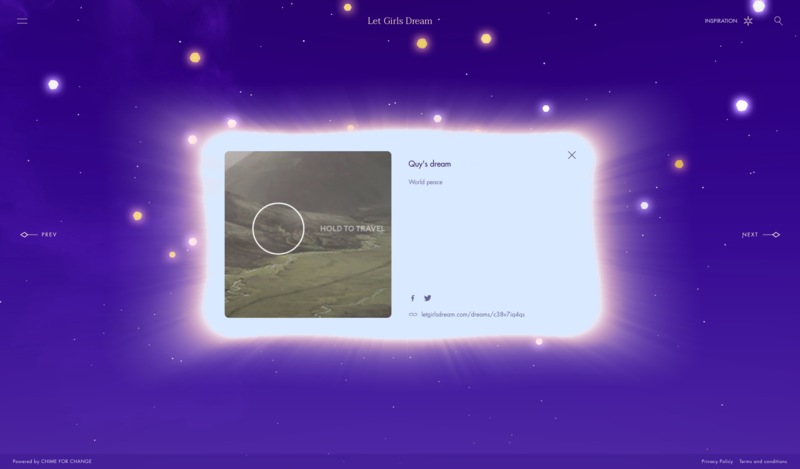 Let Girls Dream
INSPIRATION
Quy's dream
World peace
HOLD TO TRAVEL
PREV
NEXT
letgirlsdream.com/dreams/c38v7iq4qs
Powered by CHIME FOR CHANGE
Privacy Policy Terms and conditions